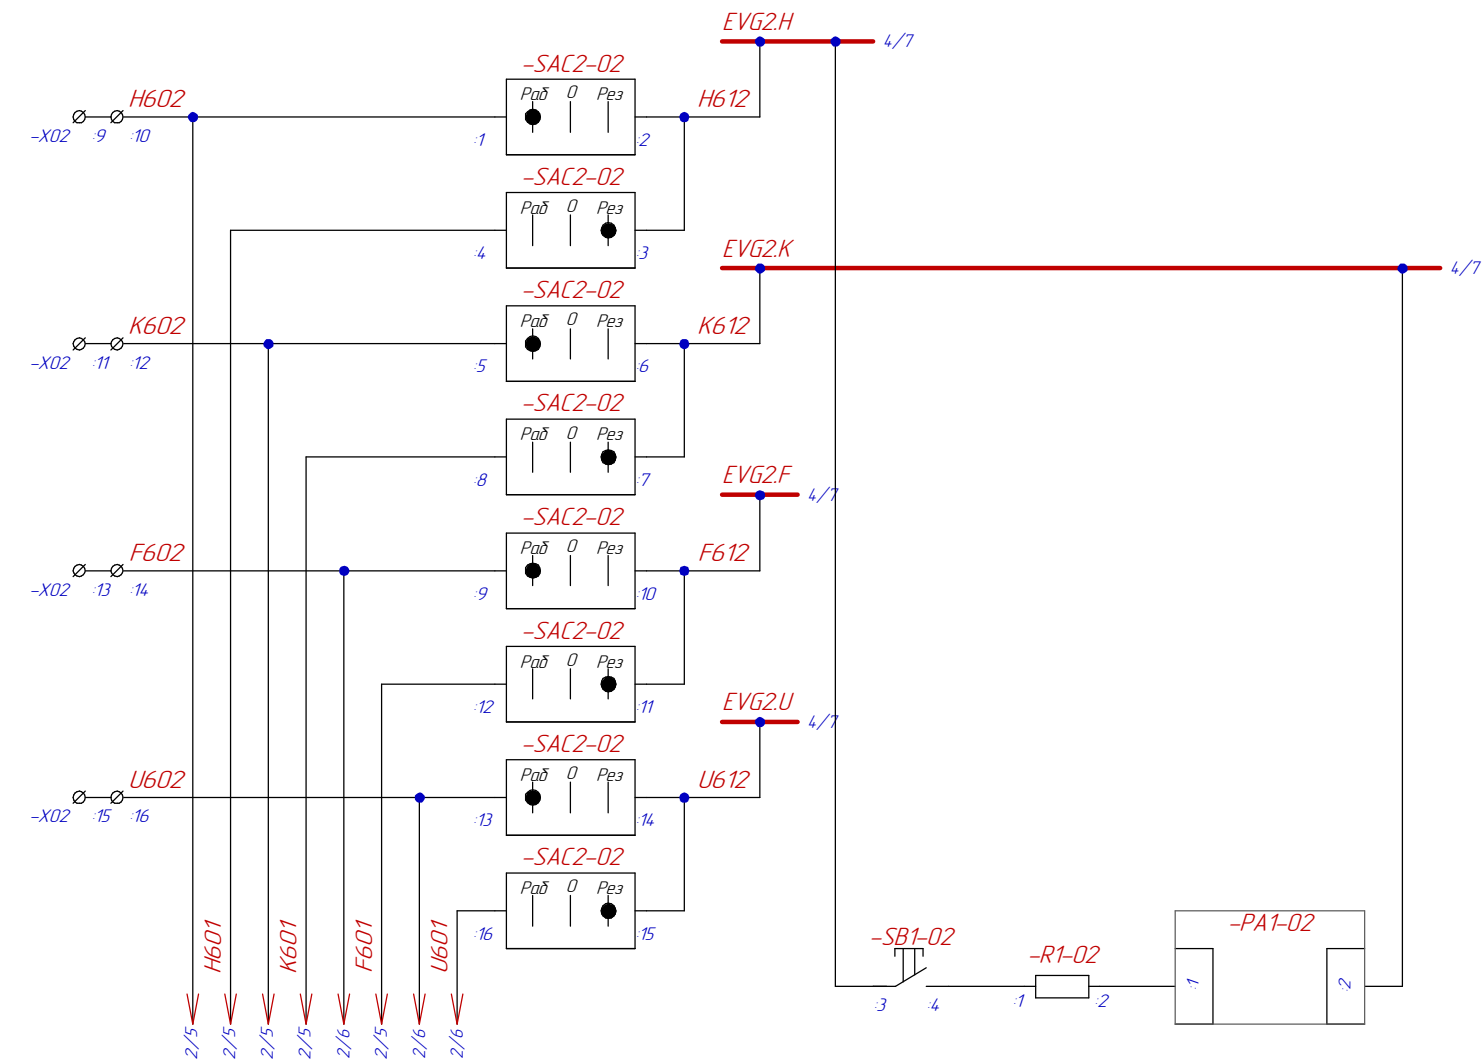 EVG2.H
4/7
-SAC2-02
Раб 0 Рез
H602
H612
-X02 :9 :10
:1 :2
-SAC2-02
Раб 0 Рез
:4 :3
EVG2.K
4/7
-SAC2-02
Раб 0 Рез
K602
K612
-X02 :11 :12
:5 :6
-SAC2-02
Раб 0 Рез
:8 :7
EVG2.F
4/7
-SAC2-02
Раб 0 Рез
F602
F612
-X02 :13 :14
:9 :10
-SAC2-02
Раб 0 Рез
:12 :11
EVG2.U
4/7
-SAC2-02
Раб 0 Рез
U602
U612
-X02 :15 :16
:13 :14
-SAC2-02
Раб 0 Рез
:16 :15
H601
K601
F601
U601
2/5
2/5
2/5
2/5
2/6
2/5
2/6
2/6
-SB1-02
:3 :4
-R1-02
:1 :2
-PA1-02
:1
:2